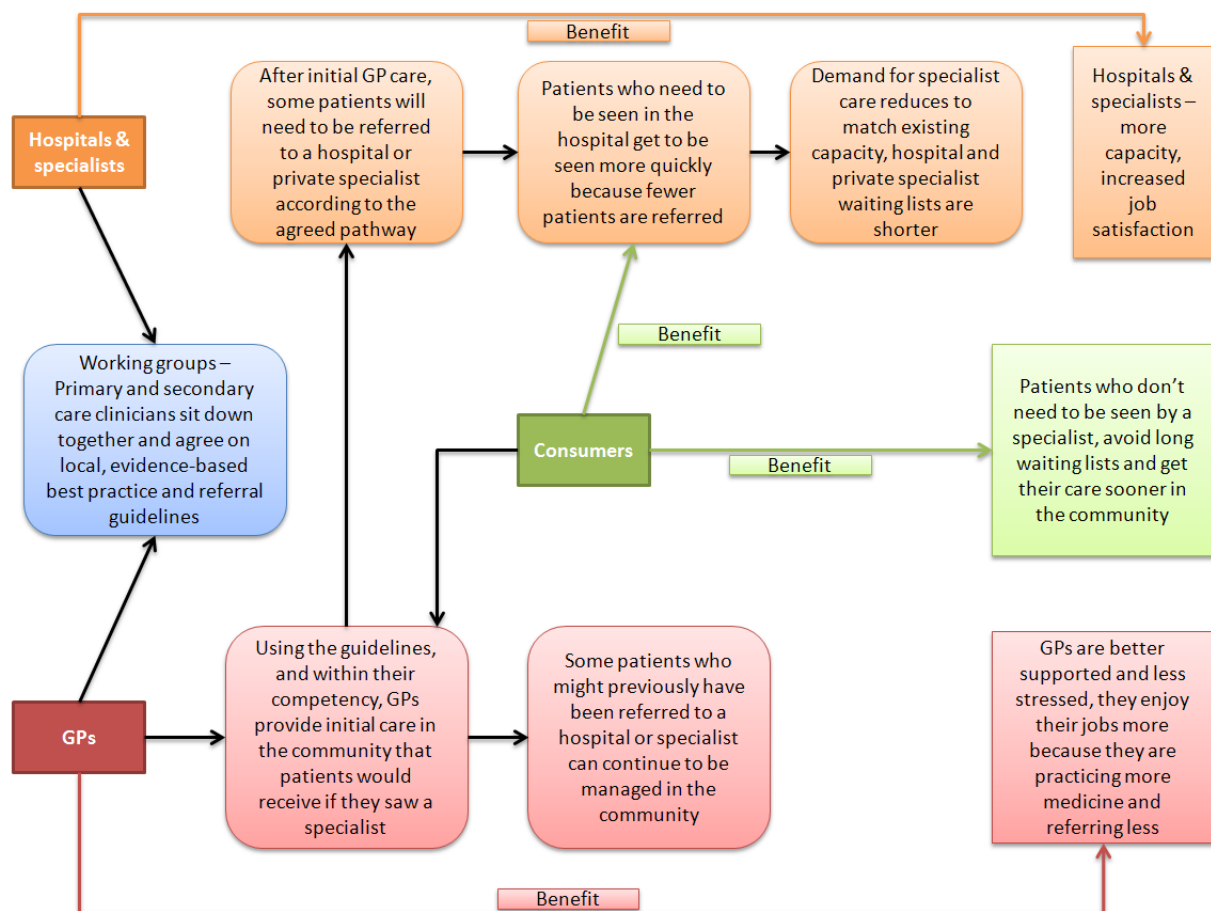 Benefit
After initial GP care,
some patients will
need to be referred
to a hospital or
private specialist
according to the
agreed pathway
Patients who need to
be seen in the
hospital get to be
seen more quickly
because fewer
patients are referred
Demand for specialist
care reduces to
match existing
capacity, hospital and
private specialist
waiting lists are
shorter
Hospitals &
specialists –
more
capacity,
increased
job
satisfaction
Hospitals &
specialists
Benefit
Working groups –
Primary and secondary
care clinicians sit down
together and agree on
local, evidence-based
best practice and referral
guidelines
Consumers
Benefit
Patients who don’t
need to be seen by a
specialist, avoid long
waiting lists and get
their care sooner in
the community
GPs
Using the guidelines,
and within their
competency, GPs
provide initial care in
the community that
patients would
receive if they saw a
specialist
Some patients who
might previously have
been referred to a
hospital or specialist
can continue to be
managed in the
community
GPs are better
supported and less
stressed, they enjoy
their jobs more
because they are
practicing more
medicine and
referring less
Benefit